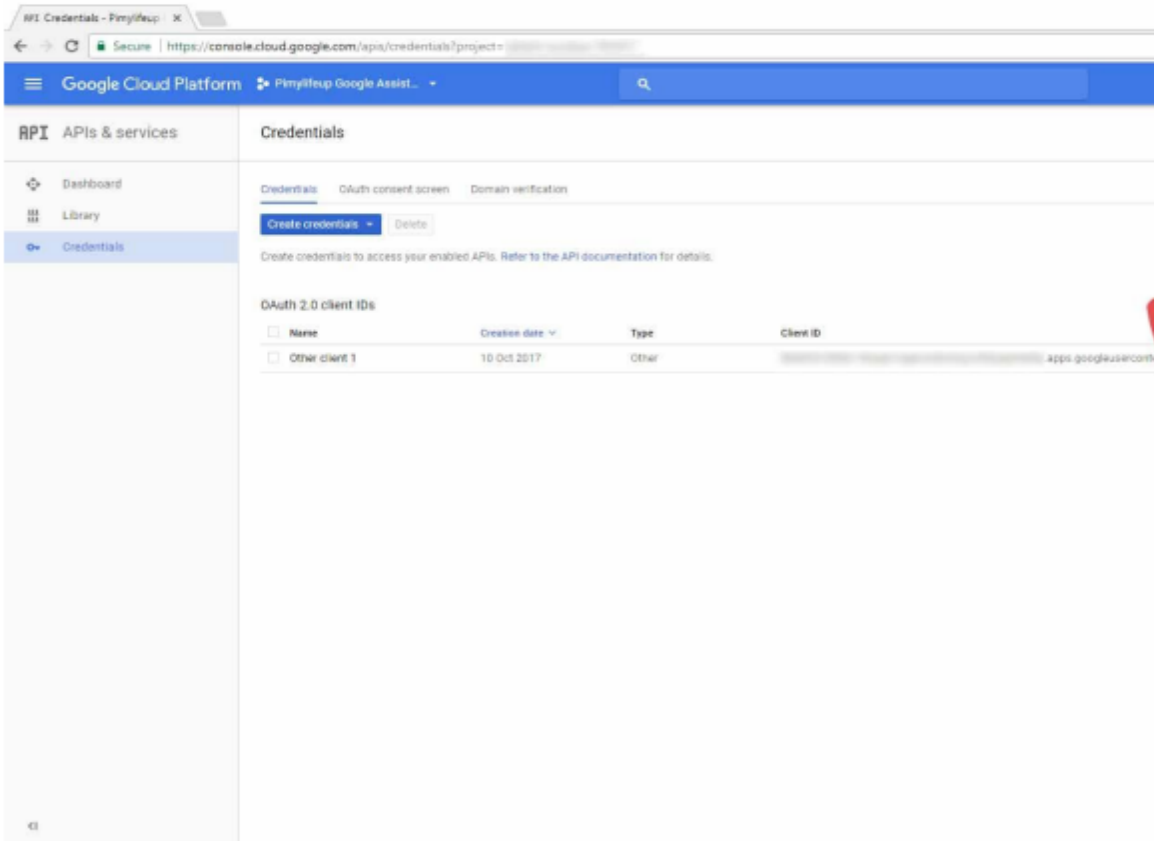 API Credentials - Pimylifeup
Secure https://console.cloud.google.com/apis/credentials?project=
Google Cloud Platform Pimylifeup Google Assist...
API APIs & services
Credentials
Dashboard
Library
Credentials
Credentials OAuth consent screen Domain verification
Create credentials Delete
Create credentials to access your enabled APIs. Refer to the API documentation for details.
OAuth 2.0 client IDs
Name Creation date Type Client ID
Other client 1 10 Oct 2017 Other .apps.googleusercont